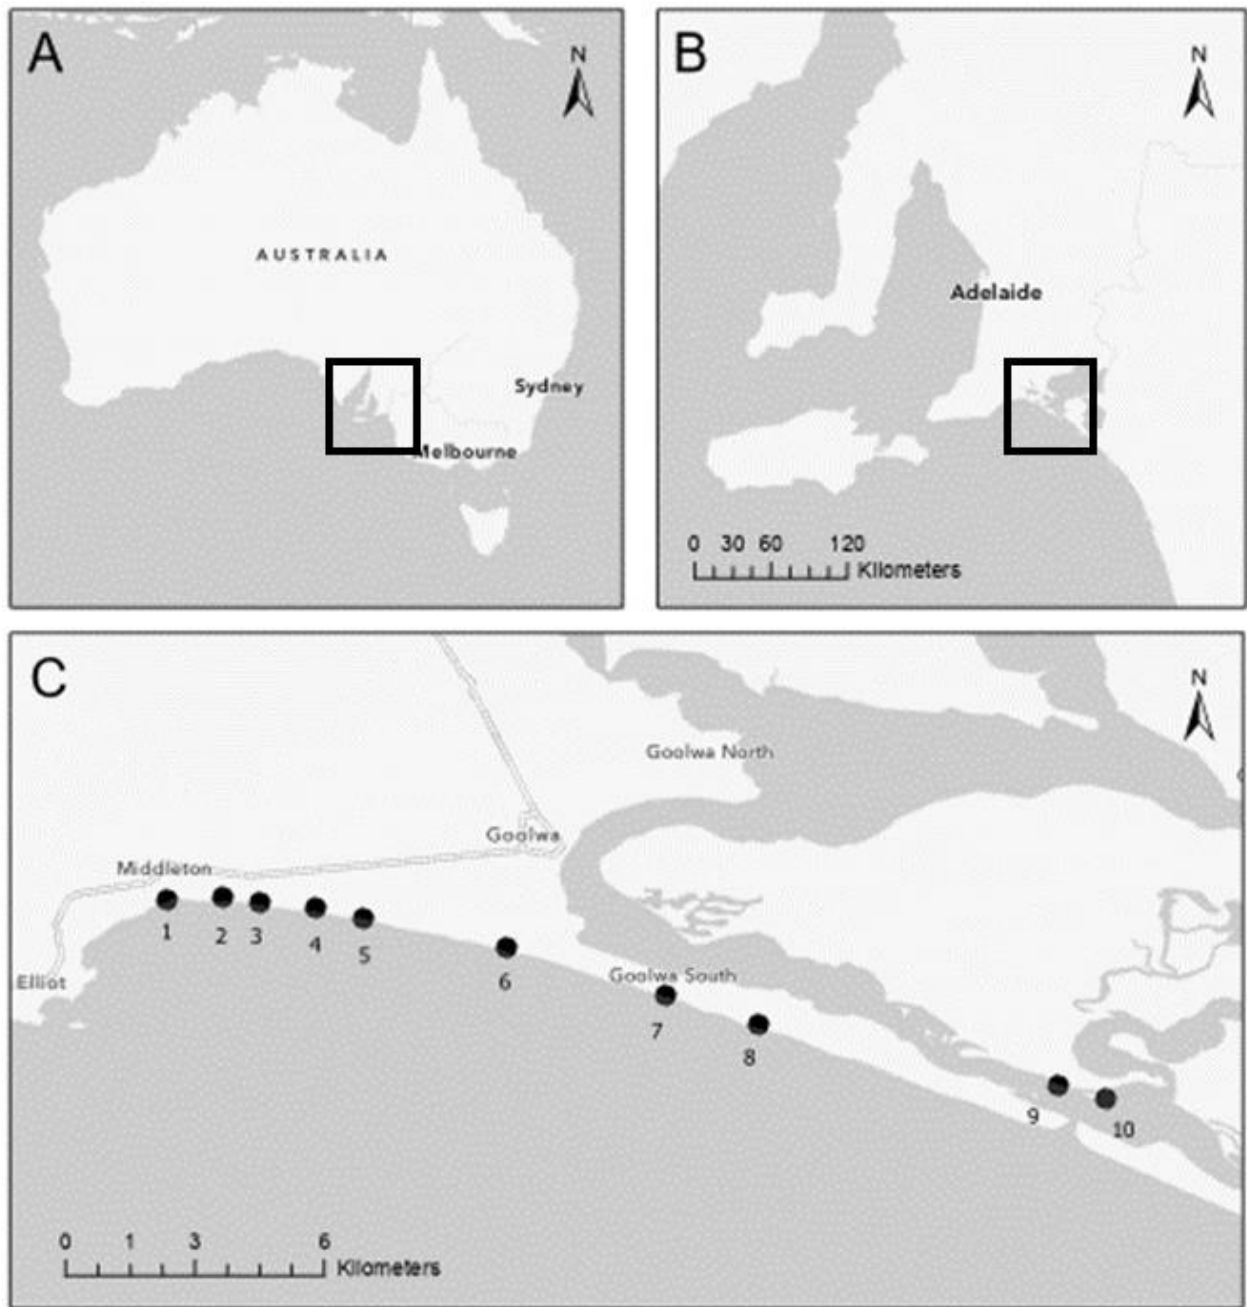 A
N
AUSTRALIA
Sydney
Melbourne
B
N
Adelaide
0 30 60 120
Kilometers
C
N
Goolwa North
Goolwa
Middleton
1 2 3 4 5
Elliot
6
Goolwa South
7
8
9
10
0 1 3 6
Kilometers